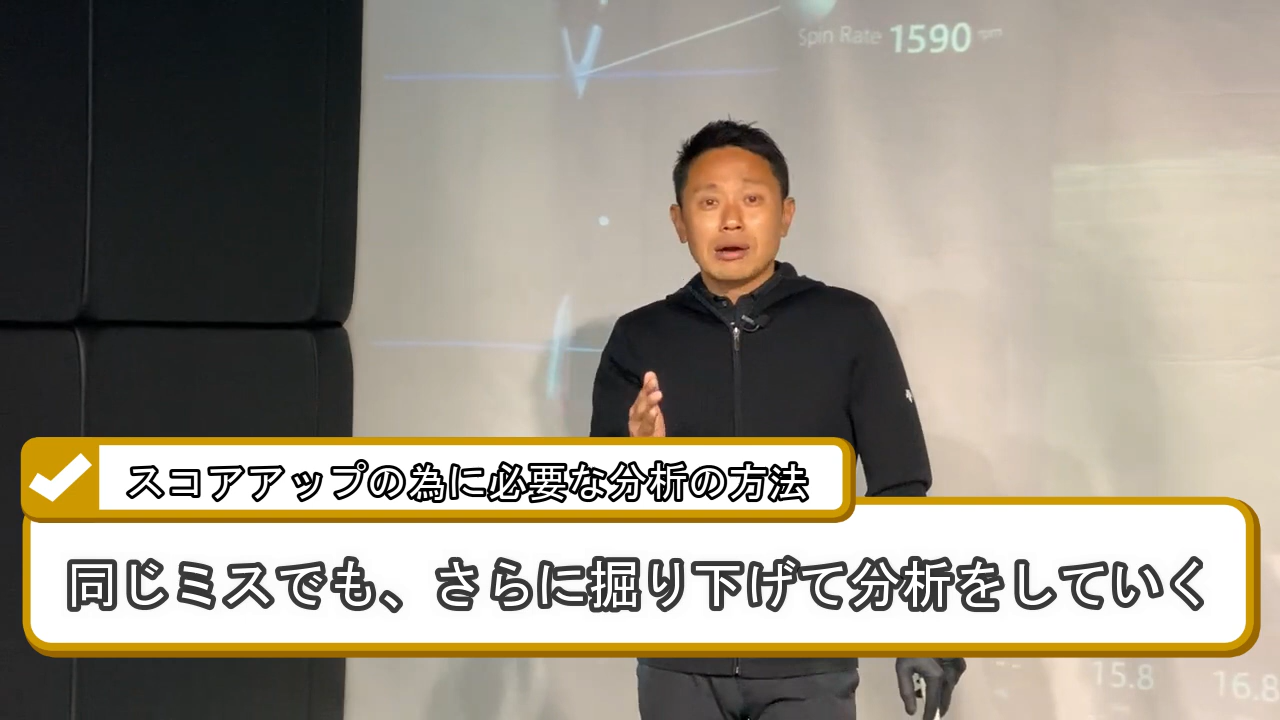 Spin Rate 1590 rpm
スコアアップの為に必要な分析の方法
同じミスでも、さらに掘り下げて分析をしていく
15.8 16.8